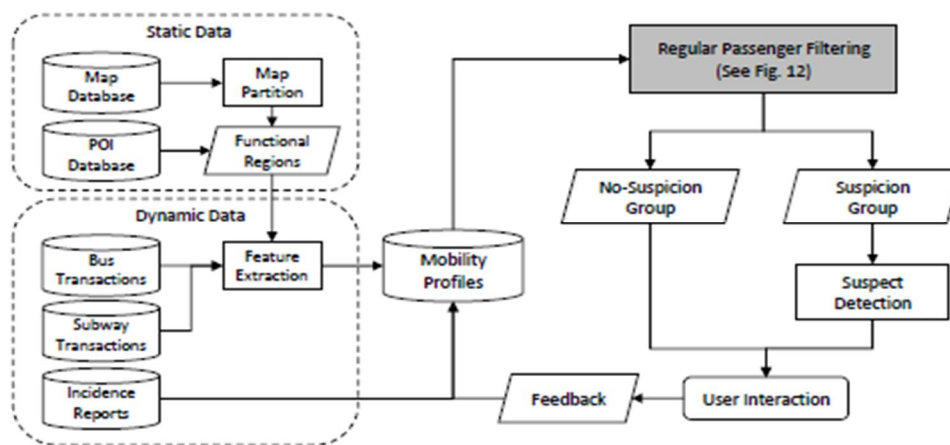 Static Data
Map
Database
Map
Partition
POI
Database
Functional
Regions
Dynamic Data
Bus
Transactions
Feature
Extraction
Subway
Transactions
Incidence
Reports
Mobility
Profiles
Regular Passenger Filtering
(See Fig. 12)
No-Suspicion
Group
Suspicion
Group
Suspect
Detection
User Interaction
Feedback